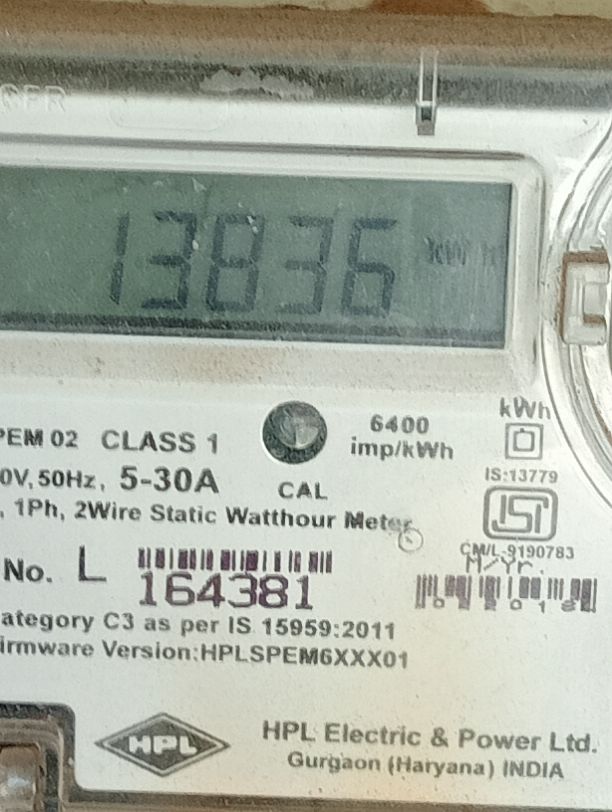 13836 kWh
kWh
PEM 02 CLASS 1
6400
imp/kWh
0V, 50Hz, 5-30A
CAL
IS:13779
, 1Ph, 2Wire Static Watthour Meter
ISI
CM/L-9190783
M/Yr.
No. L
164381
ategory C3 as per IS 15959:2011
irmware Version:HPLSPEM6XXX01
HPL
HPL Electric & Power Ltd.
Gurgaon (Haryana) INDIA